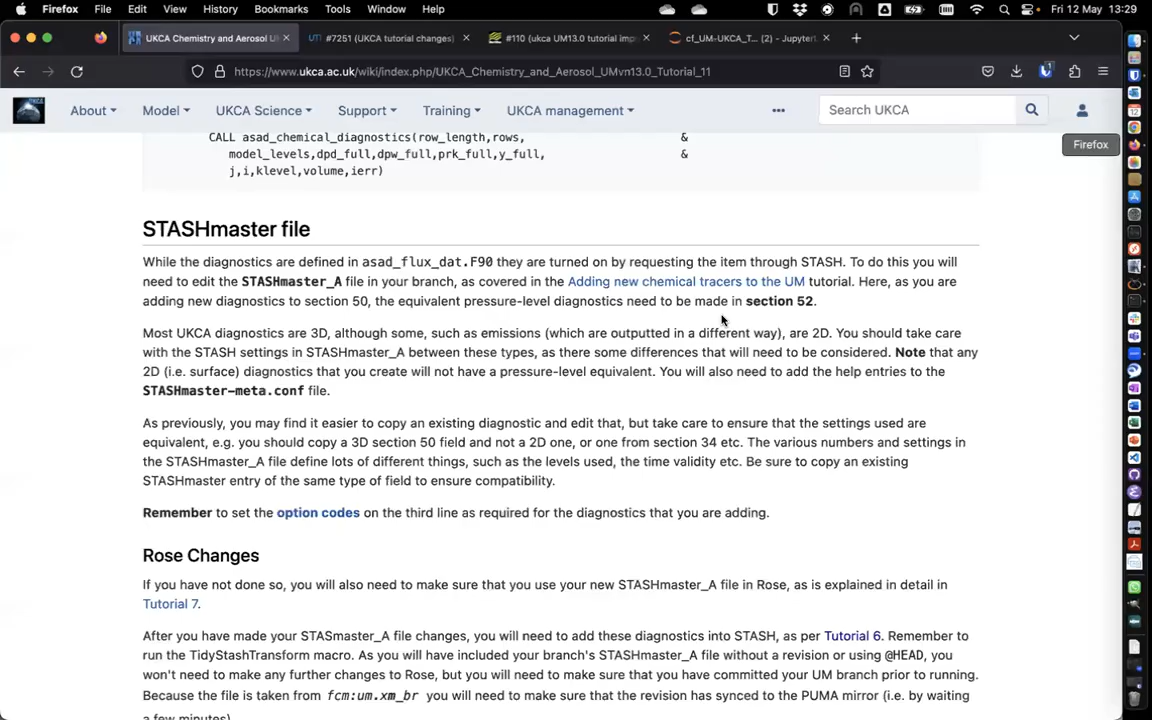 Firefox File Edit View History Bookmarks Tools Window Help Fri 12 May 13:29
UKCA Chemistry and Aerosol U #7251 (UKCA tutorial changes) #110 (ukca UM13.0 tutorial imp cf_UM-UKCA_T... (2) - Jupyter
https://www.ukca.ac.uk/wiki/index.php/UKCA_Chemistry_and_Aerosol_UMvn13.0_Tutorial_11
About Model UKCA Science Support Training UKCA management Search UKCA
Firefox
CALL asad_chemical_diagnostics(row_length,rows, &
model_levels,dpd_full,dpw_full,prk_full,y_full, &
j,i,klevel,volume,ierr)
STASHmaster file
While the diagnostics are defined in asad_flux_dat.F90 they are turned on by requesting the item through STASH. To do this you will
need to edit the STASHmaster_A file in your branch, as covered in the Adding new chemical tracers to the UM tutorial. Here, as you are
adding new diagnostics to section 50, the equivalent pressure-level diagnostics need to be made in section 52.
Most UKCA diagnostics are 3D, although some, such as emissions (which are outputted in a different way), are 2D. You should take care
with the STASH settings in STASHmaster_A between these types, as there some differences that will need to be considered. Note that any
2D (i.e. surface) diagnostics that you create will not have a pressure-level equivalent. You will also need to add the help entries to the
STASHmaster-meta.conf file.
As previously, you may find it easier to copy an existing diagnostic and edit that, but take care to ensure that the settings used are
equivalent, e.g. you should copy a 3D section 50 field and not a 2D one, or one from section 34 etc. The various numbers and settings in
the STASHmaster_A file define lots of different things, such as the levels used, the time validity etc. Be sure to copy an existing
STASHmaster entry of the same type of field to ensure compatibility.
Remember to set the option codes on the third line as required for the diagnostics that you are adding.
Rose Changes
If you have not done so, you will also need to make sure that you use your new STASHmaster_A file in Rose, as is explained in detail in
Tutorial 7.
After you have made your STASmaster_A file changes, you will need to add these diagnostics into STASH, as per Tutorial 6. Remember to
run the TidyStashTransform macro. As you will have included your branch's STASHmaster_A file without a revision or using @HEAD, you
won't need to make any further changes to Rose, but you will need to make sure that you have committed your UM branch prior to running.
Because the file is taken from fcm:um.xm_br you will need to make sure that the revision has synced to the PUMA mirror (i.e. by waiting
a few minutes)